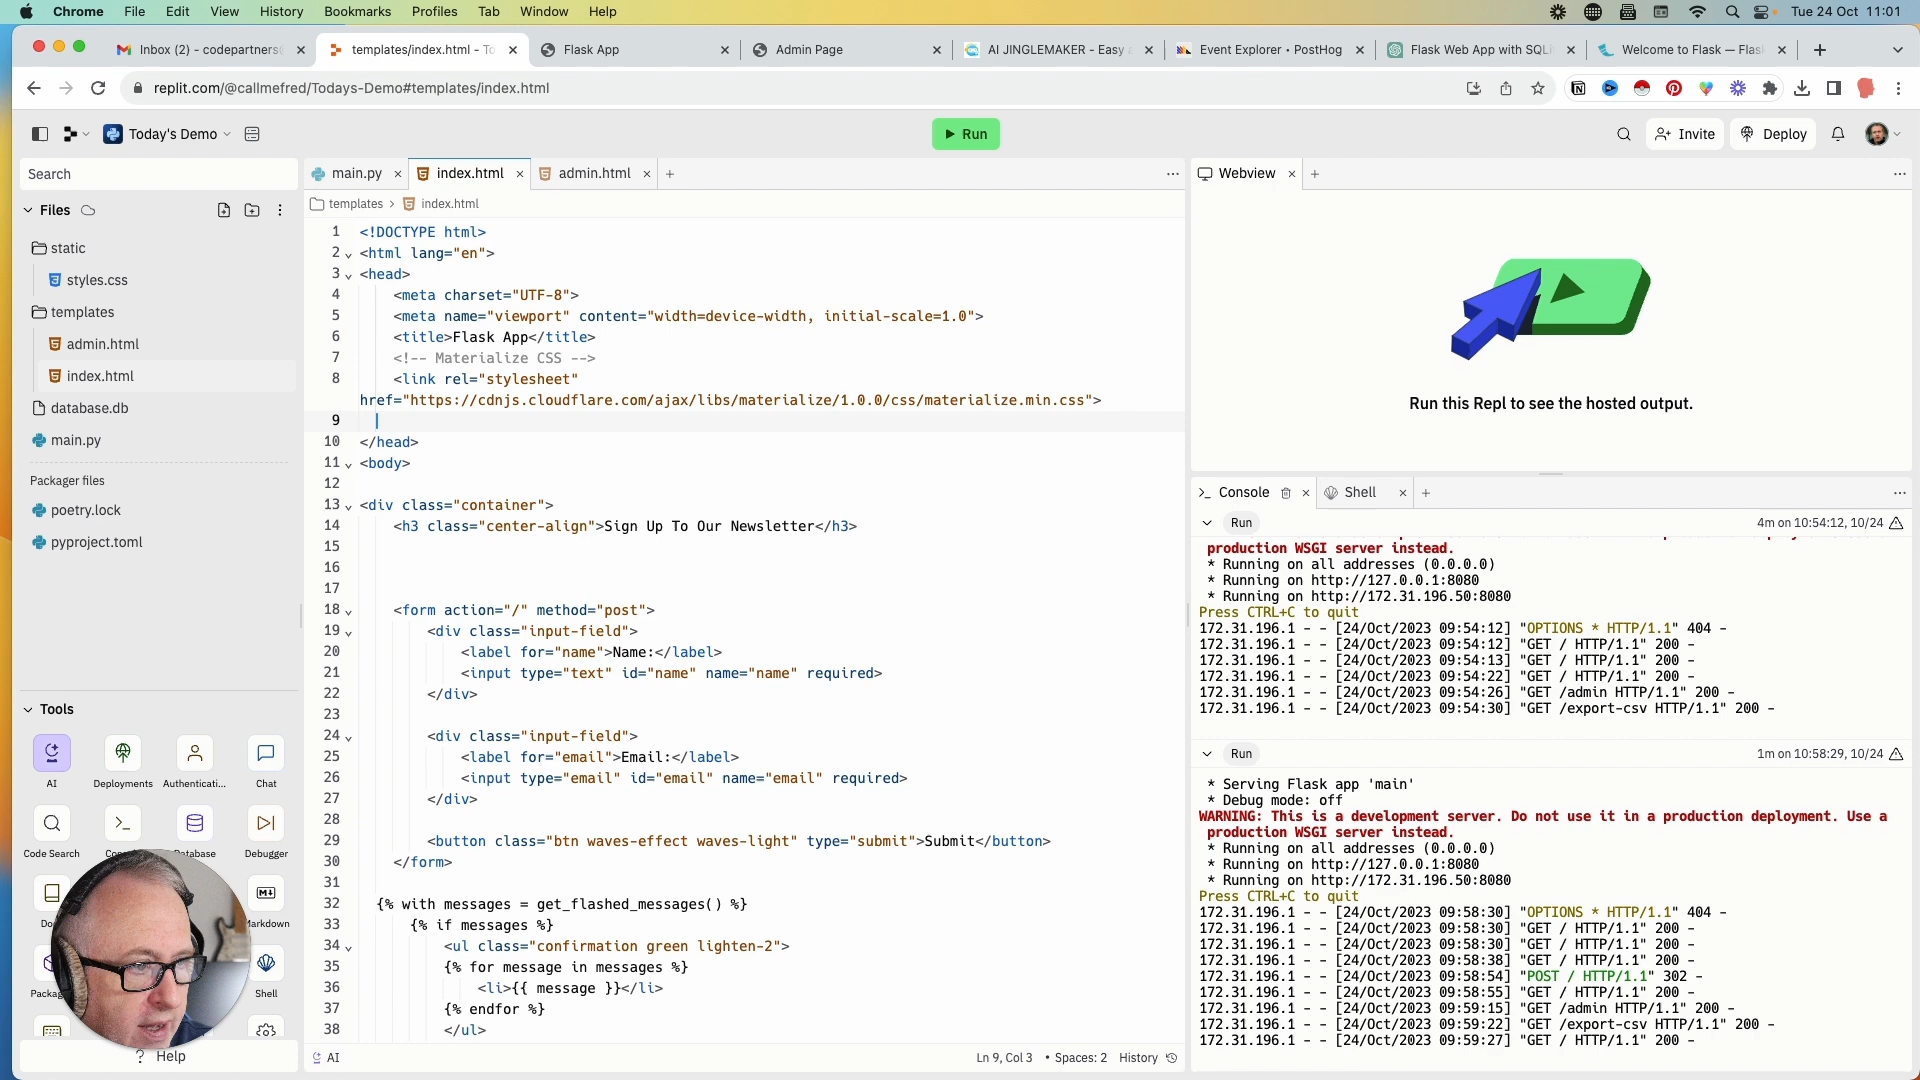 Chrome File Edit View History Bookmarks Profiles Tab Window Help
Tue 24 Oct 11:01
Inbox (2) - codepartners
templates/index.html - To
Flask App
Admin Page
AI JINGLEMAKER - Easy
Event Explorer • PostHog
Flask Web App with SQLi
Welcome to Flask — Flas
replit.com/@callmefred/Todays-Demo#templates/index.html
Today's Demo
Run
Invite
Deploy
Search
Files
static
styles.css
templates
admin.html
index.html
database.db
main.py
Packager files
poetry.lock
pyproject.toml
Tools
AI
Deployments
Authenticati...
Chat
Code Search
Database
Debugger
Markdown
Shell
? Help
main.py
index.html
admin.html
templates > index.html
1 <!DOCTYPE html>
2 <html lang="en">
3 <head>
4 <meta charset="UTF-8">
5 <meta name="viewport" content="width=device-width, initial-scale=1.0">
6 <title>Flask App</title>
7 <!-- Materialize CSS -->
8 <link rel="stylesheet"
href="https://cdnjs.cloudflare.com/ajax/libs/materialize/1.0.0/css/materialize.min.css">
9
10 </head>
11 <body>
12
13 <div class="container">
14 <h3 class="center-align">Sign Up To Our Newsletter</h3>
15
16
17
18 <form action="/" method="post">
19 <div class="input-field">
20 <label for="name">Name:</label>
21 <input type="text" id="name" name="name" required>
22 </div>
23
24 <div class="input-field">
25 <label for="email">Email:</label>
26 <input type="email" id="email" name="email" required>
27 </div>
28
29 <button class="btn waves-effect waves-light" type="submit">Submit</button>
30 </form>
31
32 {% with messages = get_flashed_messages() %}
33 {% if messages %}
34 <ul class="confirmation green lighten-2">
35 {% for message in messages %}
36 <li>{{ message }}</li>
37 {% endfor %}
38 </ul>
AI
Ln 9, Col 3 • Spaces: 2 History
Webview
Run this Repl to see the hosted output.
Console
Shell
Run
4m on 10:54:12, 10/24
production WSGI server instead.
* Running on all addresses (0.0.0.0)
* Running on http://127.0.0.1:8080
* Running on http://172.31.196.50:8080
Press CTRL+C to quit
172.31.196.1 - - [24/Oct/2023 09:54:12] "OPTIONS * HTTP/1.1" 404 -
172.31.196.1 - - [24/Oct/2023 09:54:12] "GET / HTTP/1.1" 200 -
172.31.196.1 - - [24/Oct/2023 09:54:13] "GET / HTTP/1.1" 200 -
172.31.196.1 - - [24/Oct/2023 09:54:22] "GET / HTTP/1.1" 200 -
172.31.196.1 - - [24/Oct/2023 09:54:26] "GET /admin HTTP/1.1" 200 -
172.31.196.1 - - [24/Oct/2023 09:54:30] "GET /export-csv HTTP/1.1" 200 -
Run
1m on 10:58:29, 10/24
* Serving Flask app 'main'
* Debug mode: off
WARNING: This is a development server. Do not use it in a production deployment. Use a
production WSGI server instead.
* Running on all addresses (0.0.0.0)
* Running on http://127.0.0.1:8080
* Running on http://172.31.196.50:8080
Press CTRL+C to quit
172.31.196.1 - - [24/Oct/2023 09:58:30] "OPTIONS * HTTP/1.1" 404 -
172.31.196.1 - - [24/Oct/2023 09:58:30] "GET / HTTP/1.1" 200 -
172.31.196.1 - - [24/Oct/2023 09:58:30] "GET / HTTP/1.1" 200 -
172.31.196.1 - - [24/Oct/2023 09:58:38] "GET / HTTP/1.1" 200 -
172.31.196.1 - - [24/Oct/2023 09:58:54] "POST / HTTP/1.1" 302 -
172.31.196.1 - - [24/Oct/2023 09:58:55] "GET / HTTP/1.1" 200 -
172.31.196.1 - - [24/Oct/2023 09:59:15] "GET /admin HTTP/1.1" 200 -
172.31.196.1 - - [24/Oct/2023 09:59:22] "GET /export-csv HTTP/1.1" 200 -
172.31.196.1 - - [24/Oct/2023 09:59:27] "GET / HTTP/1.1" 200 -